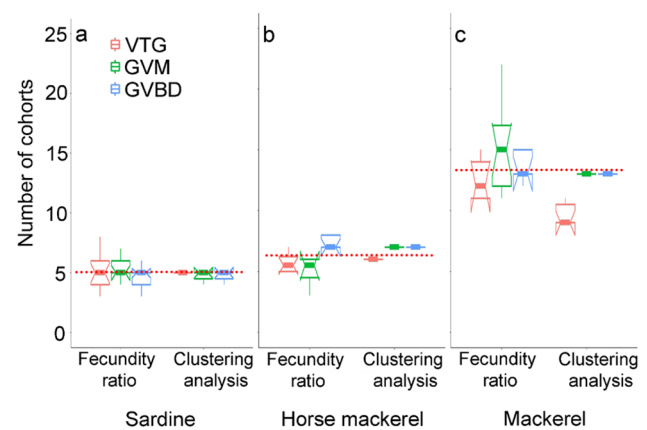 a
b
c
VTG
GVM
GVBD
Number of cohorts
25
20
15
10
5
0
Fecundity ratio
Clustering analysis
Fecundity ratio
Clustering analysis
Fecundity ratio
Clustering analysis
Sardine
Horse mackerel
Mackerel